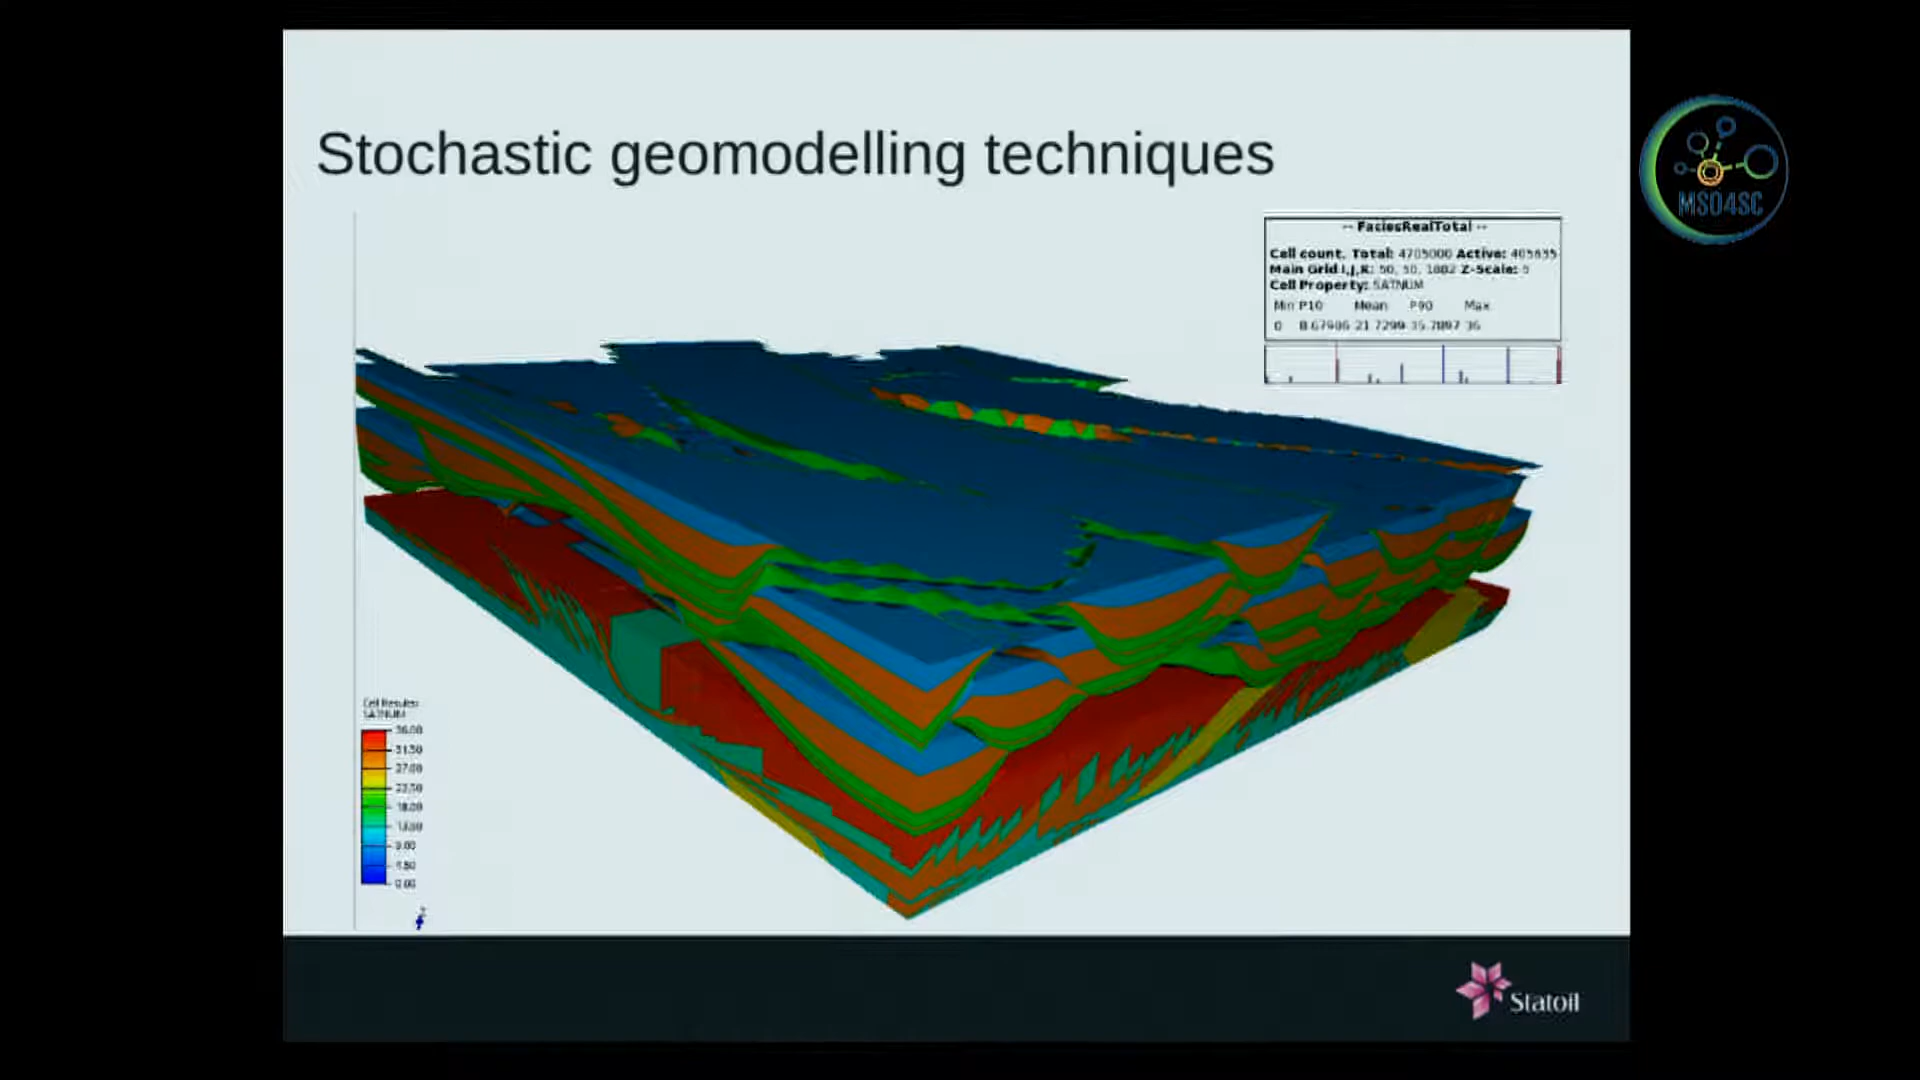 Stochastic geomodelling techniques
MSO4SC
-- FaciesRealTotal --
Cell count, Total: 4705000 Active: 405635
Main Grid I,J,K: 50, 50, 1882 Z-Scale: 5
Cell Property: SATNUM
Min P10 Mean P90 Max
0 8.67906 21.7299 35.7897 36
Cell Results:
SATNUM
36.00
31.50
27.00
22.50
18.00
13.50
9.00
4.50
0.00
Z
Statoil